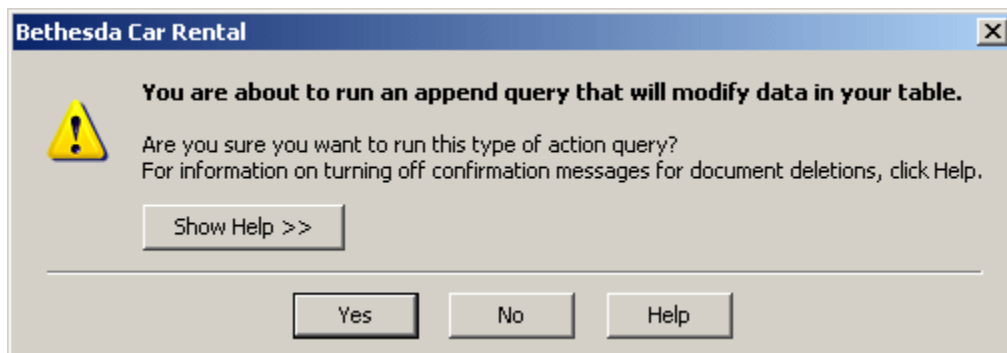 Bethesda Car Rental
You are about to run an append query that will modify data in your table.
Are you sure you want to run this type of action query?
For information on turning off confirmation messages for document deletions, click Help.
Show Help >>
Yes No Help